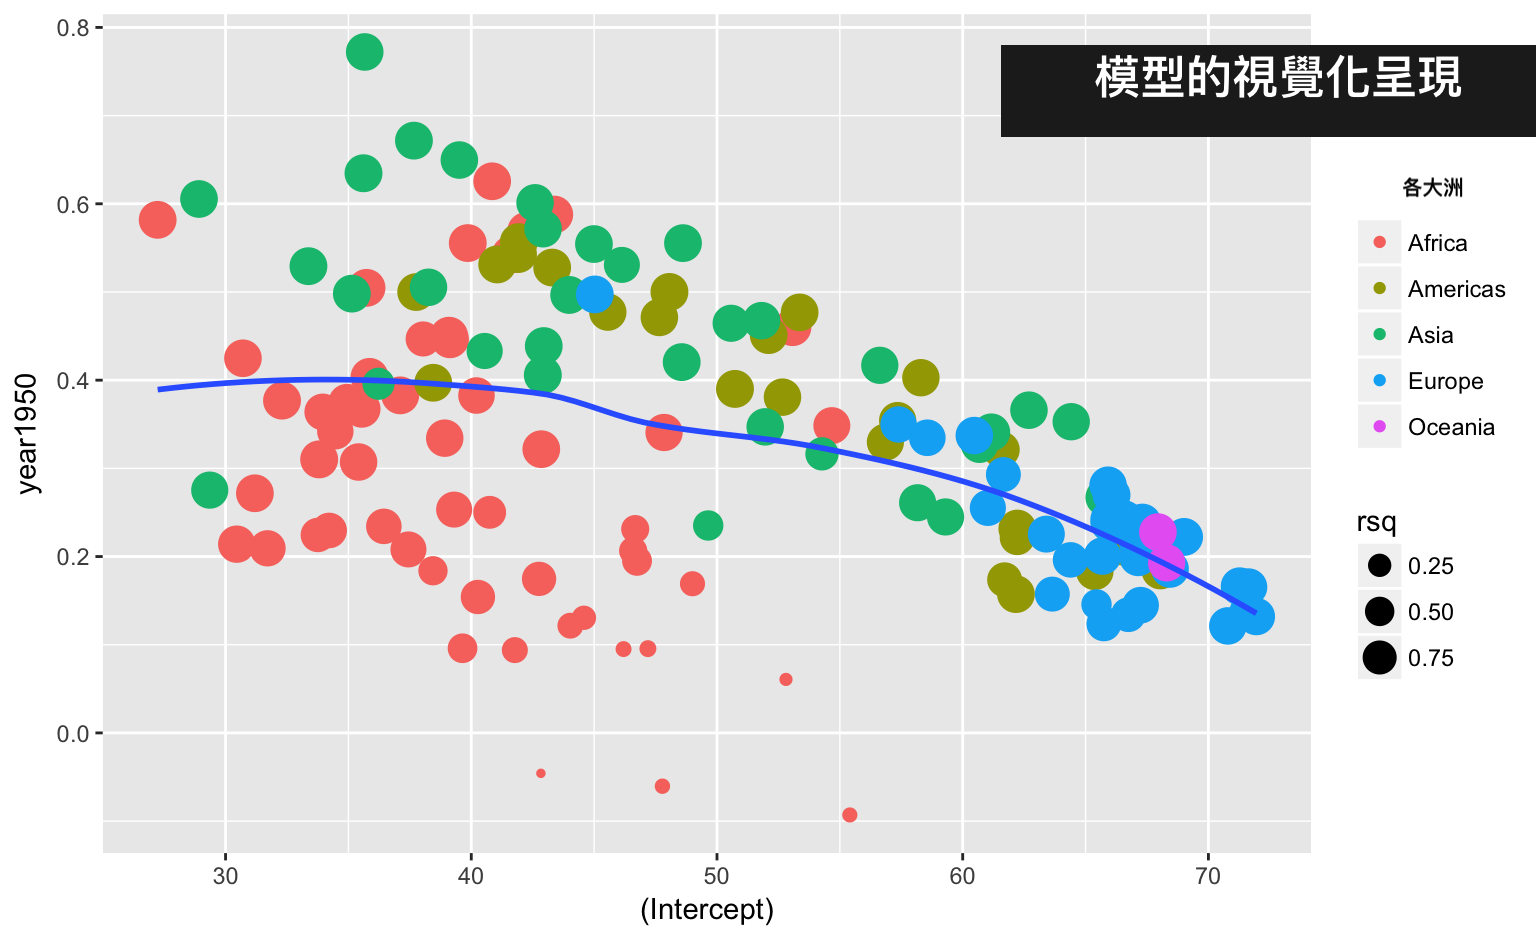 模型的視覺化呈現
0.8
0.6
0.4
0.2
0.0
year1950
30 40 50 60 70
(Intercept)
各大洲
Africa
Americas
Asia
Europe
Oceania
rsq
0.25
0.50
0.75